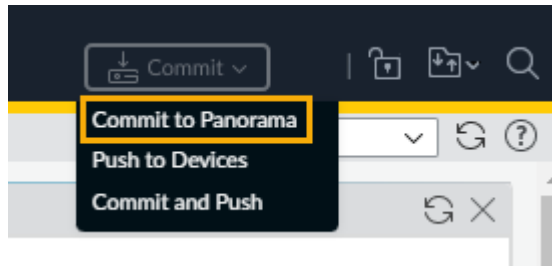 Commit
Commit to Panorama
Push to Devices
Commit and Push